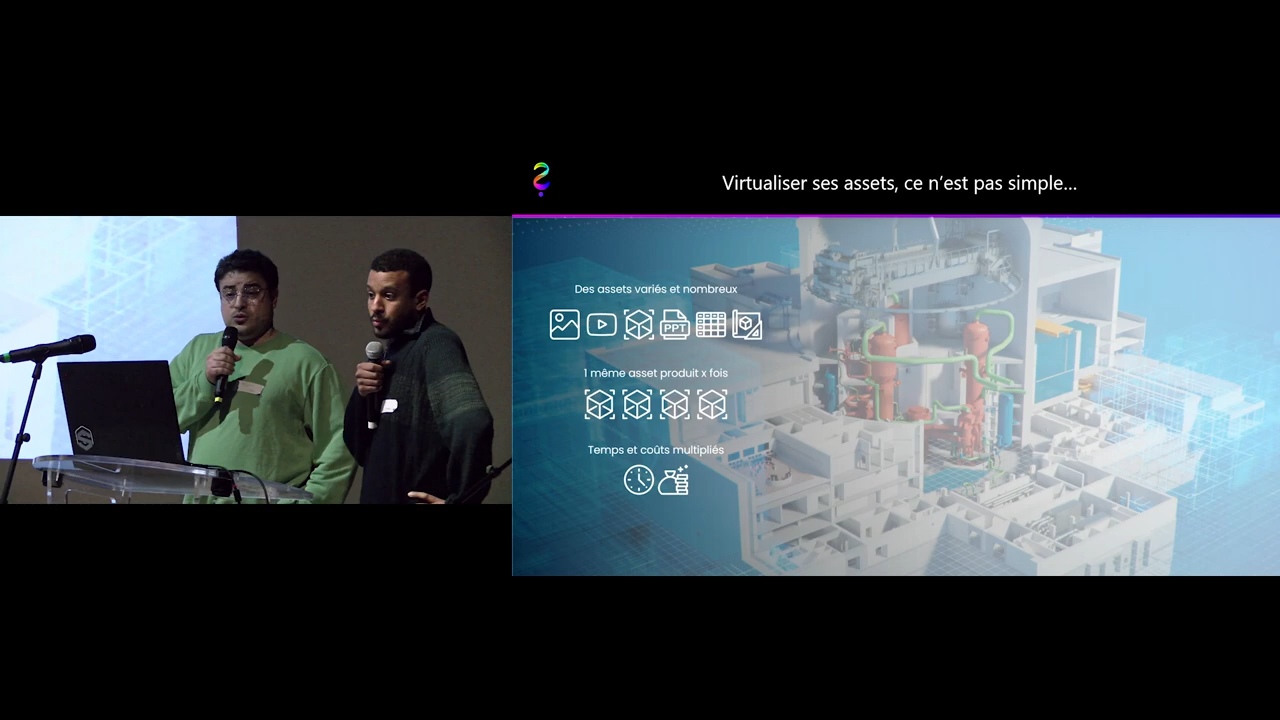 Virtualiser ses assets, ce n’est pas simple...
Des assets variés et nombreux
PPT
1 même asset produit x fois
Temps et coûts multipliés